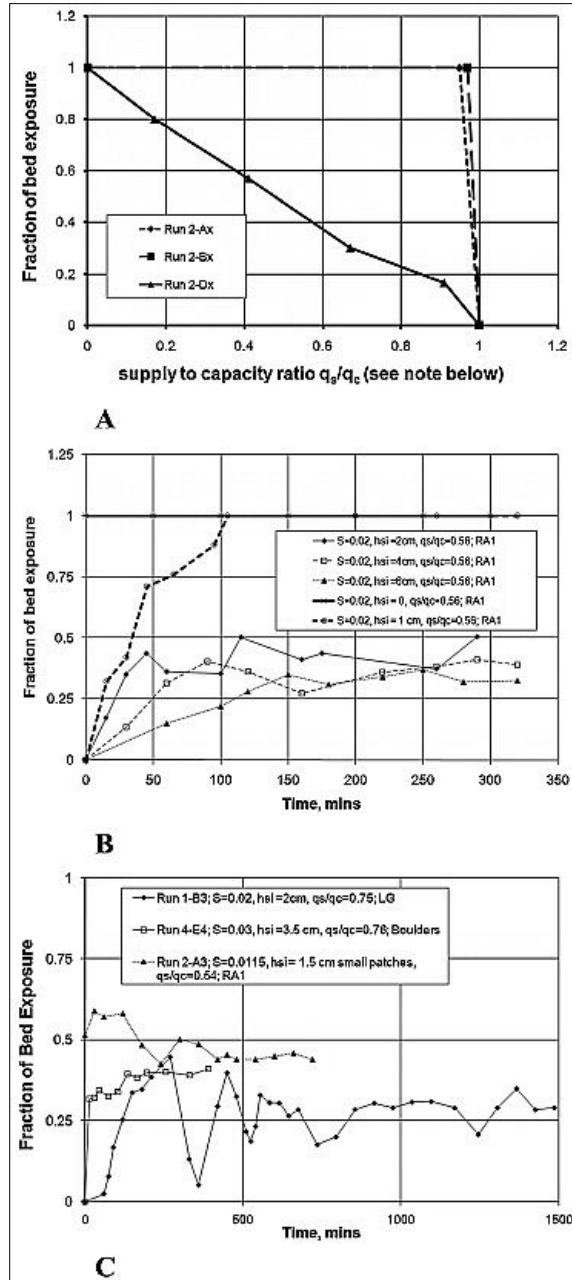 1.2
1
0.8
0.6
0.4
0.2
0
Fraction of bed exposure
Run 2-Ax
Run 2-Bx
Run 2-Dx
0 0.2 0.4 0.6 0.8 1 1.2
supply to capacity ratio qs/qc (see note below)
A
1.25
1
0.75
0.5
0.25
0
Fraction of bed exposure
S=0.02, hsi =2cm, qs/qc=0.56; RA1
S=0.02, hsi =4cm, qs/qc=0.56; RA1
S=0.02, hsi =6cm, qs/qc=0.56; RA1
S=0.02, hsi = 0, qs/qc=0.56; RA1
S=0.02, hsi = 1 cm, qs/qc=0.56; RA1
0 50 100 150 200 250 300 350
Time, mins
B
1
0.75
0.5
0.25
0
Fraction of Bed Exposure
Run 1-B3; S=0.02, hsi =2cm, qs/qc=0.75; LG
Run 4-E4; S=0.03, hsi =3.5 cm, qs/qc=0.76; Boulders
Run 2-A3; S=0.0115, hsi= 1.5 cm small patches,
qs/qc=0.54; RA1
0 500 1000 1500
Time, mins
C